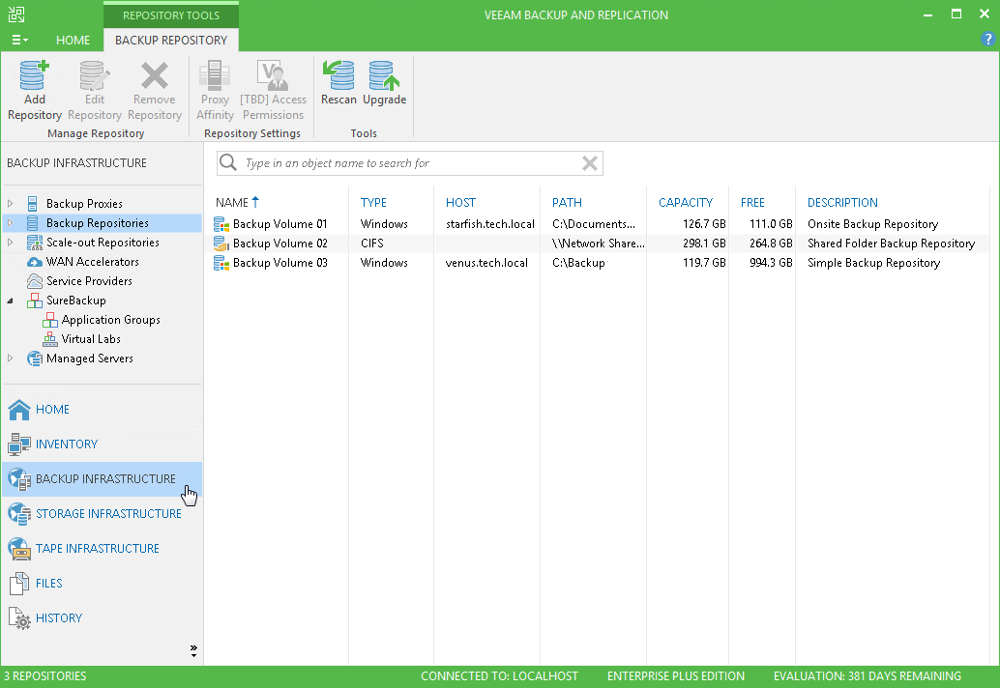 REPOSITORY TOOLS
VEEAM BACKUP AND REPLICATION
HOME
BACKUP REPOSITORY
?
Add Repository
Edit Repository
Remove Repository
Manage Repository
Proxy Affinity
[TBD] Access Permissions
Repository Settings
Rescan
Upgrade
Tools
BACKUP INFRASTRUCTURE
Backup Proxies
Backup Repositories
Scale-out Repositories
WAN Accelerators
Service Providers
SureBackup
Application Groups
Virtual Labs
Managed Servers
HOME
INVENTORY
BACKUP INFRASTRUCTURE
STORAGE INFRASTRUCTURE
TAPE INFRASTRUCTURE
FILES
HISTORY
Type in an object name to search for
NAME TYPE HOST PATH CAPACITY FREE DESCRIPTION
Backup Volume 01 Windows starfish.tech.local C:\Documents... 126.7 GB 111.0 GB Onsite Backup Repository
Backup Volume 02 CIFS \\Network Share... 298.1 GB 264.8 GB Shared Folder Backup Repository
Backup Volume 03 Windows venus.tech.local C:\Backup 119.7 GB 994.3 GB Simple Backup Repository
3 REPOSITORIES
CONNECTED TO: LOCALHOST
ENTERPRISE PLUS EDITION
EVALUATION: 381 DAYS REMAINING